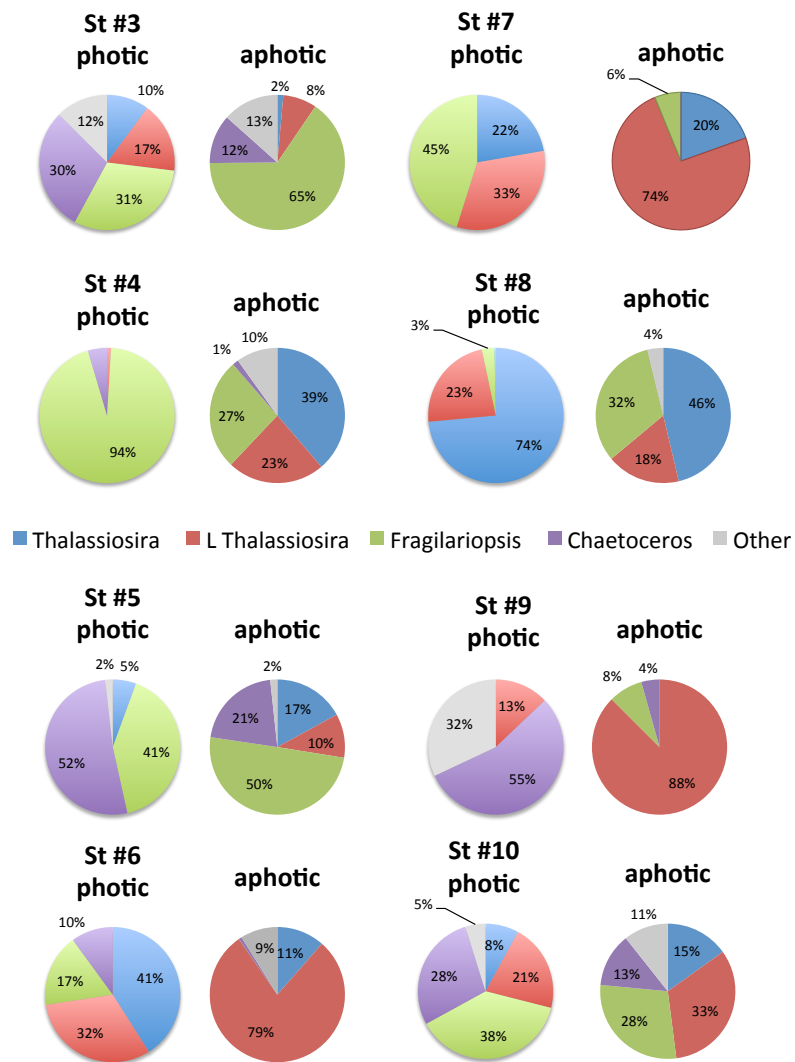 St #3
photic
aphotic
10%
17%
31%
30%
12%
2%
8%
65%
12%
13%
St #7
photic
aphotic
22%
33%
45%
6%
20%
74%
St #4
photic
aphotic
94%
1%
10%
39%
23%
27%
St #8
photic
aphotic
3%
23%
74%
4%
46%
18%
32%
Thalassiosira L Thalassiosira Fragilariopsis Chaetoceros Other
St #5
photic
aphotic
2%
5%
41%
52%
2%
17%
10%
50%
21%
St #9
photic
aphotic
13%
55%
32%
8%
4%
88%
St #6
photic
aphotic
10%
41%
32%
17%
9%
11%
79%
St #10
photic
aphotic
5%
8%
21%
38%
28%
11%
15%
33%
28%
13%